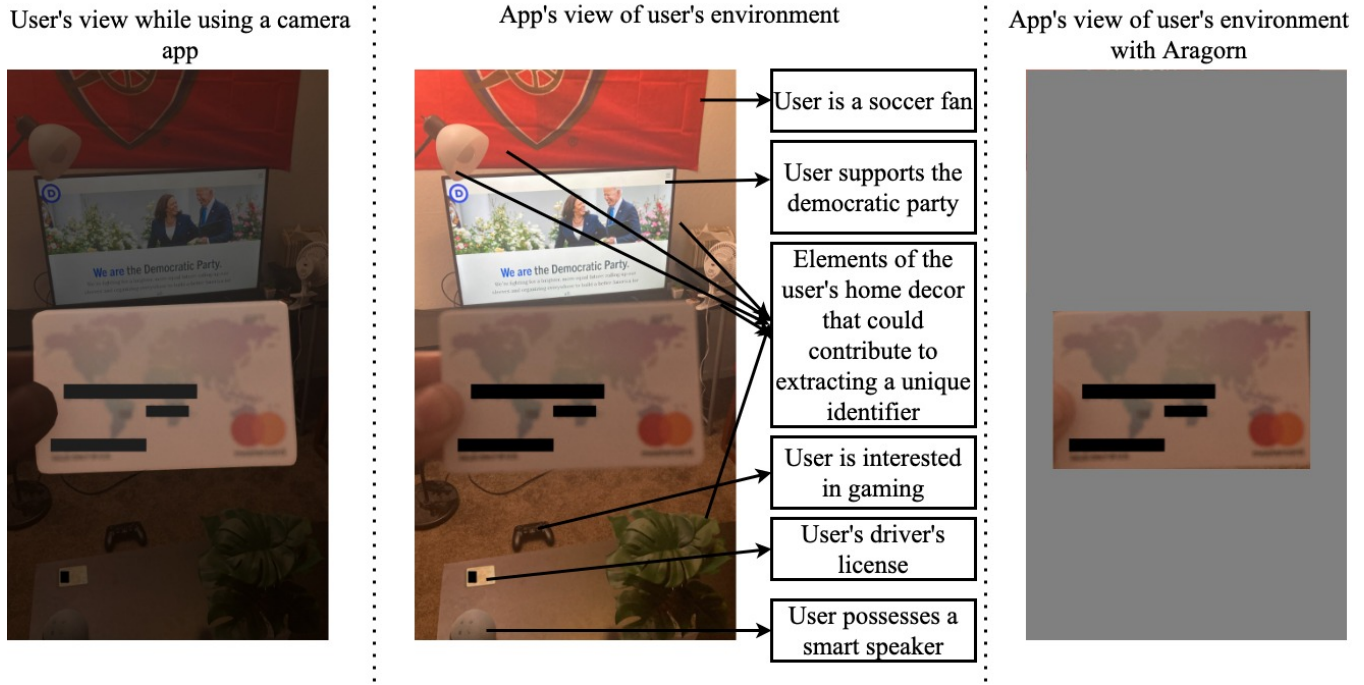 User's view while using a camera
app
App's view of user's environment
App's view of user's environment
with Aragorn
D
We are the Democratic Party.
D
We are the Democratic Party.
User is a soccer fan
User supports the
democratic party
Elements of the
user's home decor
that could
contribute to
extracting a unique
identifier
User is interested
in gaming
User's driver's
license
User possesses a
smart speaker